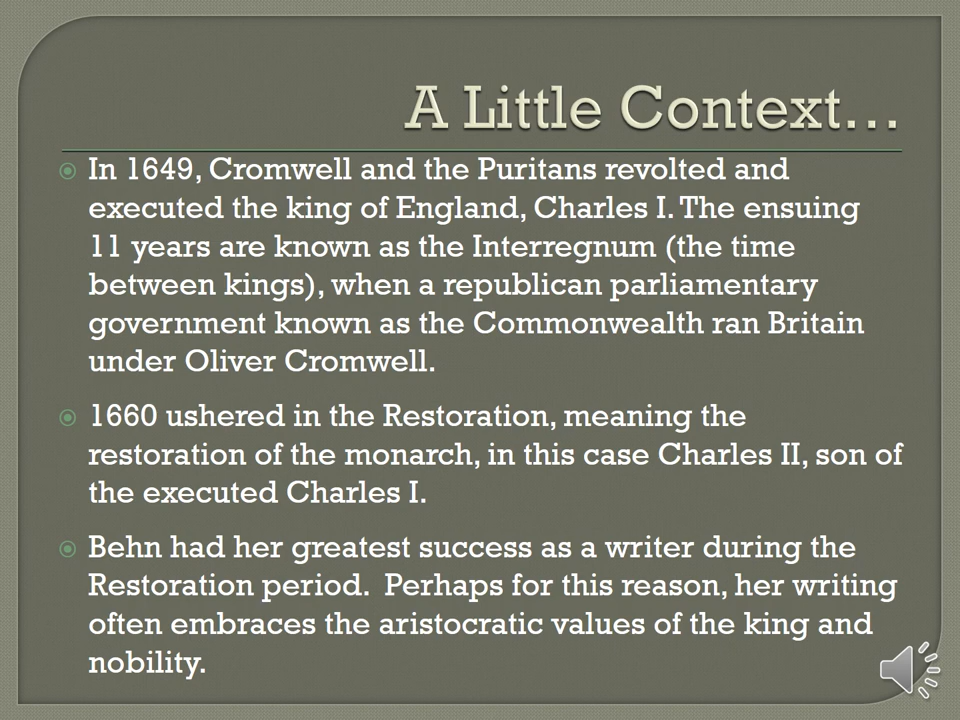 A Little Context…
In 1649, Cromwell and the Puritans revolted and
executed the king of England, Charles I. The ensuing
11 years are known as the Interregnum (the time
between kings), when a republican parliamentary
government known as the Commonwealth ran Britain
under Oliver Cromwell.
1660 ushered in the Restoration, meaning the
restoration of the monarch, in this case Charles II, son of
the executed Charles I.
Behn had her greatest success as a writer during the
Restoration period.  Perhaps for this reason, her writing
often embraces the aristocratic values of the king and
nobility.